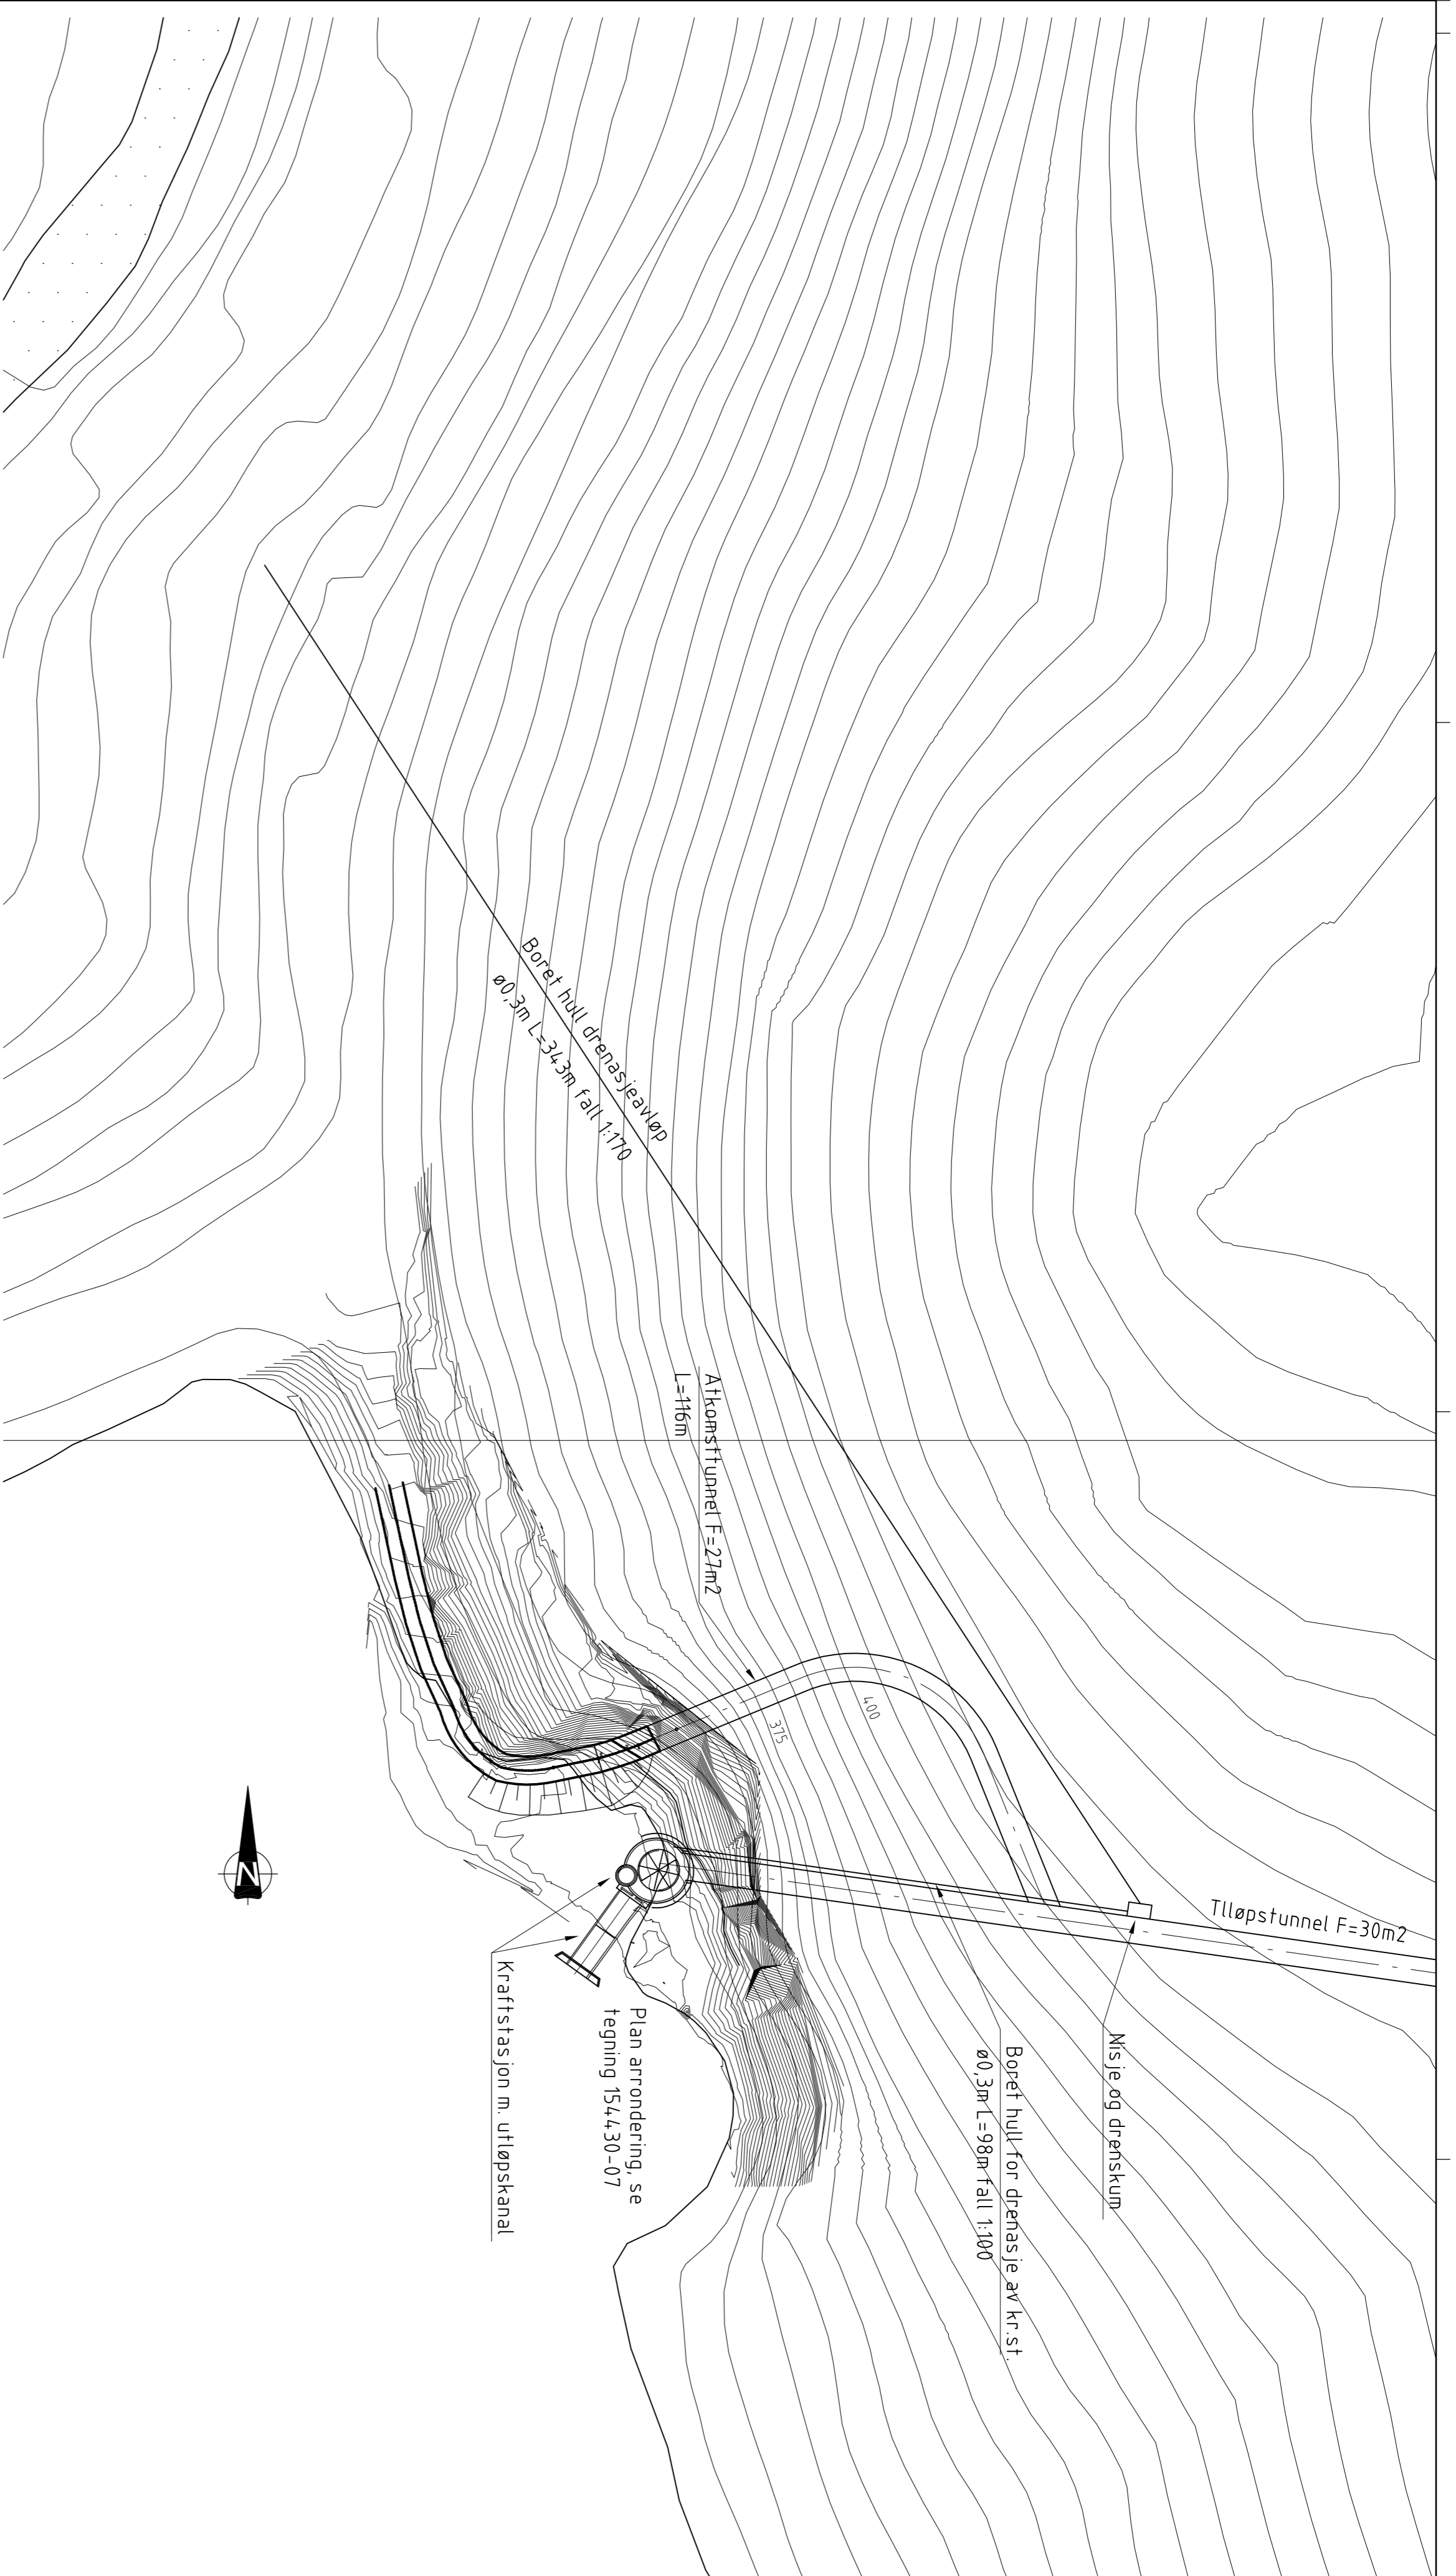 Boret hull drenasjeavløp
ø0,3m L=343m fall 1:170
Atkomsttunnel F=27m2
L=116m
375
400
Tlløpstunnel F=30m2
Nisje og drenskum
Boret hull for drenasje av kr.st.
ø0,3m L=98m fall 1:100
Plan arrondering, se
tegning 154430-07
Kraftstasjon m. utløpskanal
N